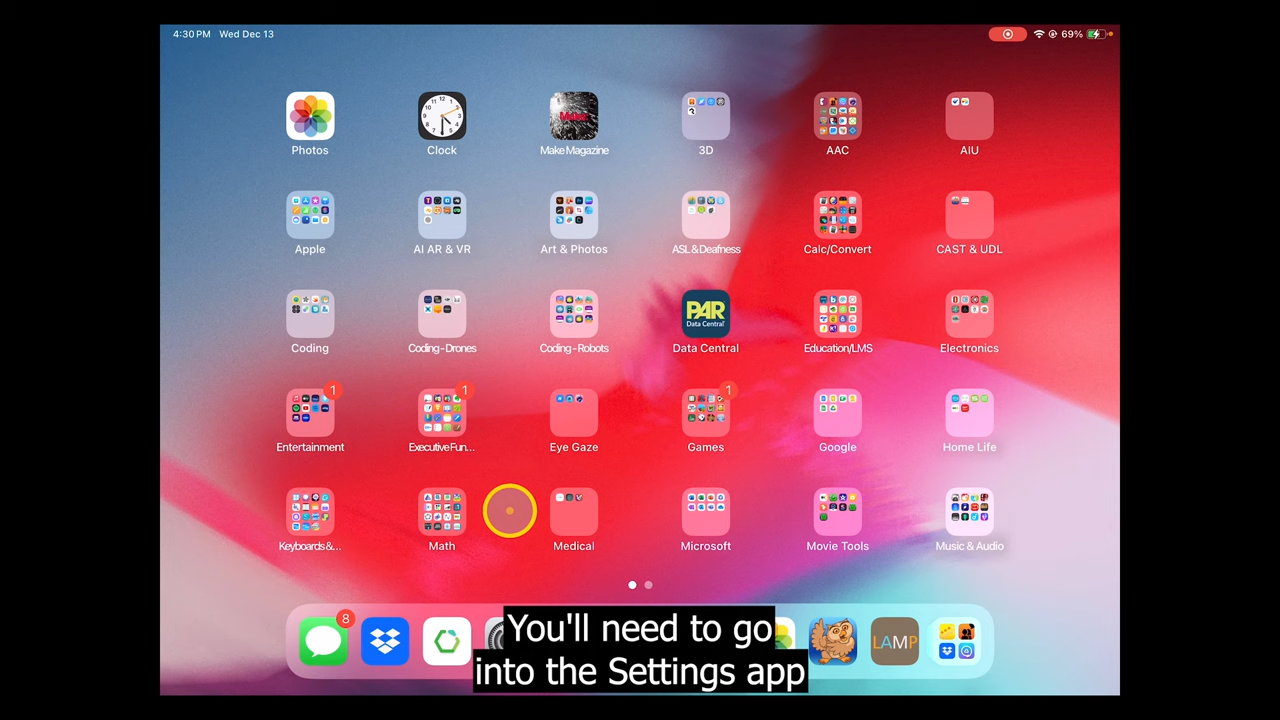 4:30 PM Wed Dec 13
69%
Photos
Clock
Make Magazine
3D
AAC
AIU
Apple
AI AR & VR
Art & Photos
ASL & Deafness
Calc/Convert
CAST & UDL
Coding
Coding - Drones
Coding - Robots
PAR
Data Central
Data Central
Education/LMS
Electronics
1
1
1
Entertainment
Executive Fun...
Eye Gaze
Games
Google
Home Life
Keyboards &...
Math
Medical
Microsoft
Movie Tools
Music & Audio
8
LAMP
You'll need to go
into the Settings app